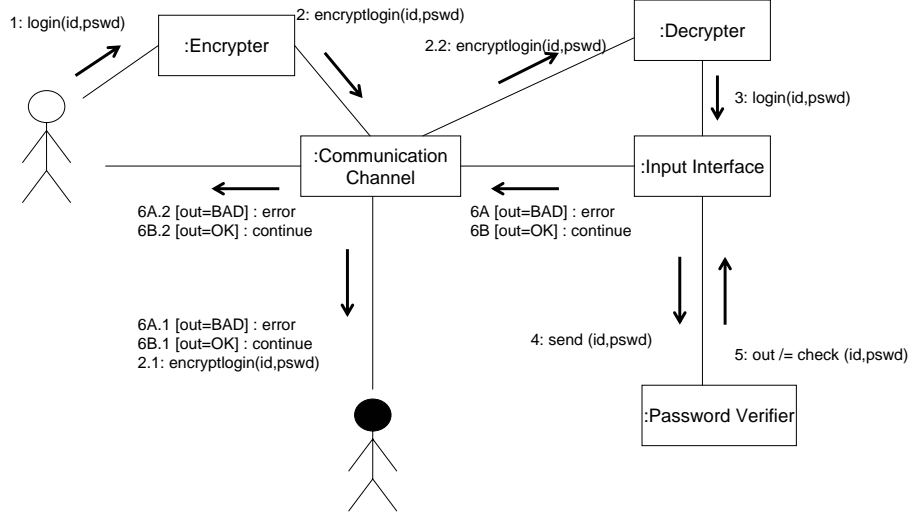 1: login(id,pswd)
:Encrypter
2: encryptlogin(id,pswd)
2.2: encryptlogin(id,pswd)
:Decrypter
3: login(id,pswd)
:Communication
Channel
:Input Interface
6A.2 [out=BAD] : error
6B.2 [out=OK] : continue
6A [out=BAD] : error
6B [out=OK] : continue
6A.1 [out=BAD] : error
6B.1 [out=OK] : continue
2.1: encryptlogin(id,pswd)
4: send (id,pswd)
5: out /= check (id,pswd)
:Password Verifier